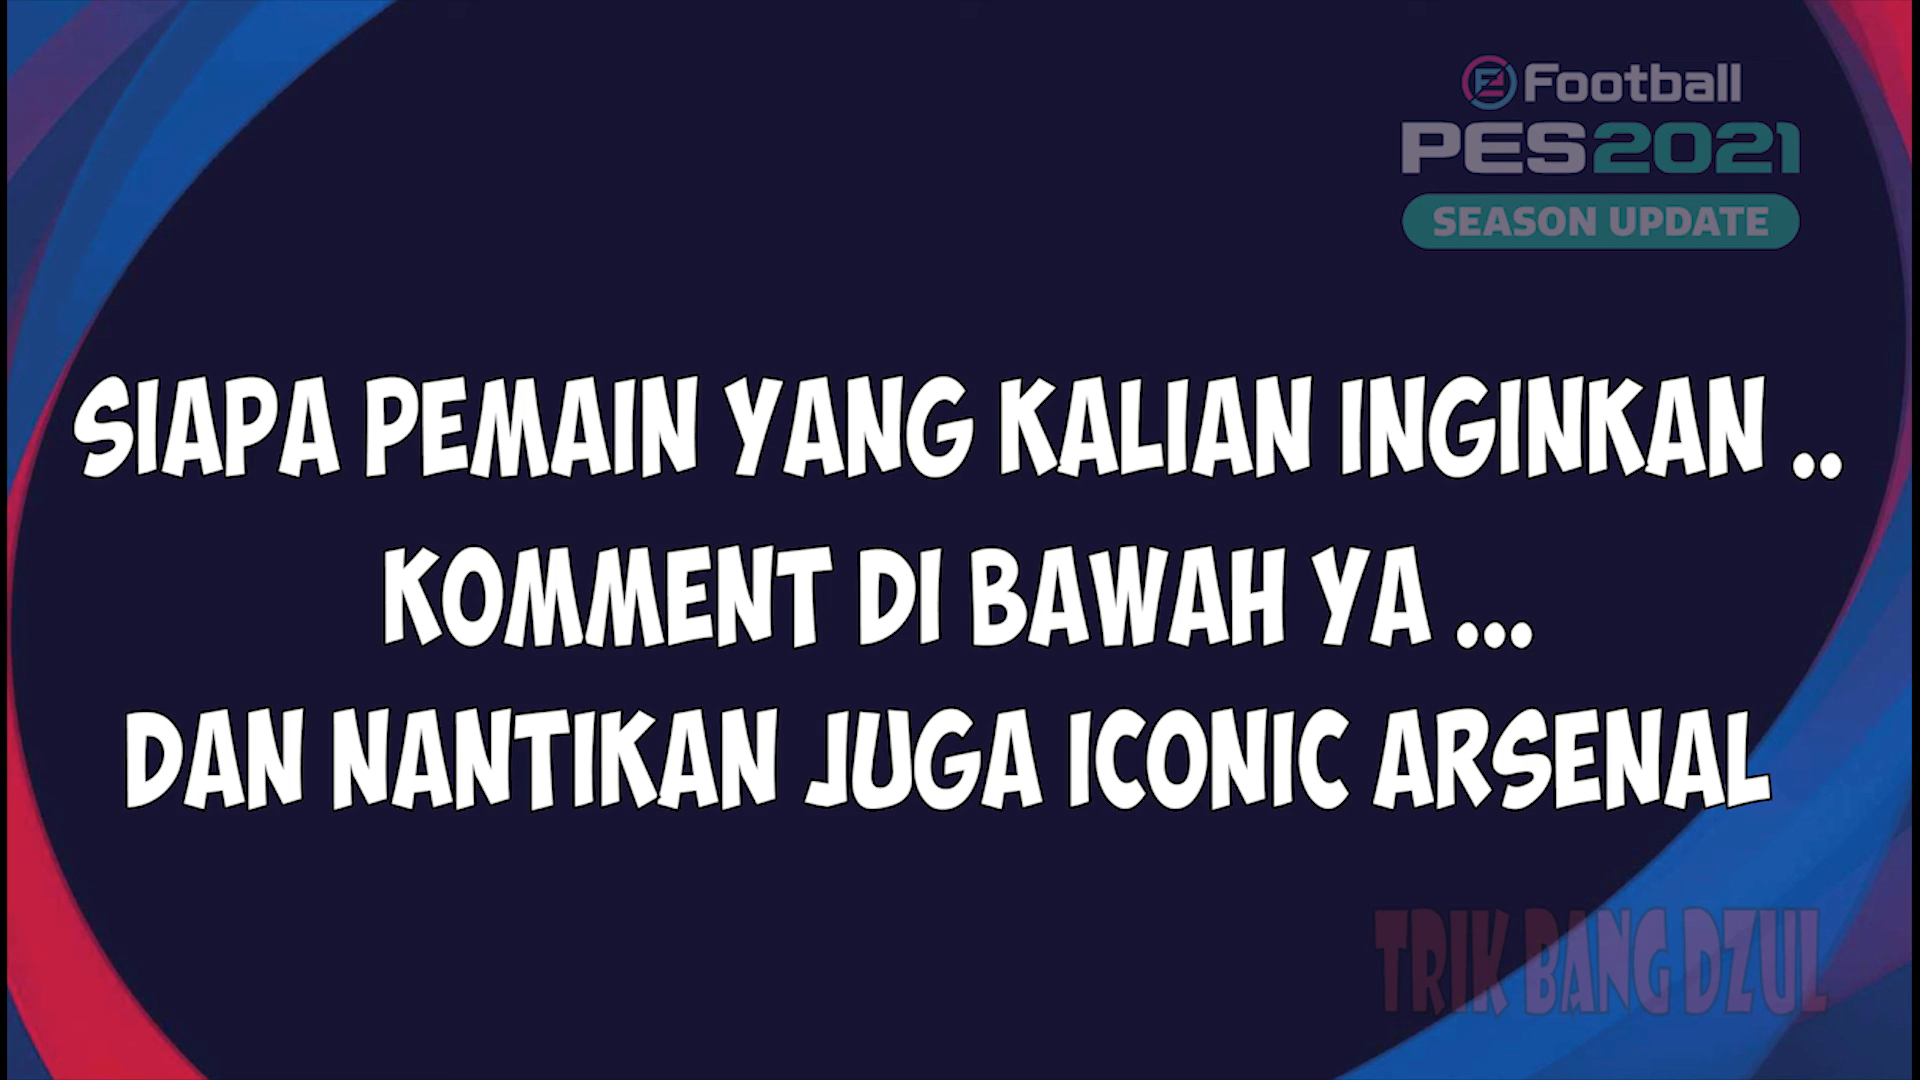 eFootball
PES2021
SEASON UPDATE
SIAPA PEMAIN YANG KALIAN INGINKAN ..
KOMMENT DI BAWAH YA ...
DAN NANTIKAN JUGA ICONIC ARSENAL
TRIK BANG DZUL